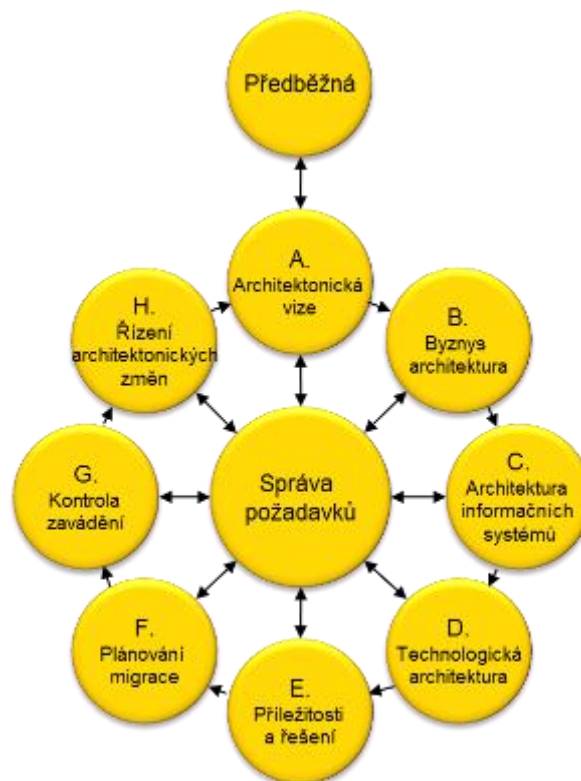 Předběžná
A.
Architektonická
vize
B.
Byznys
architektura
C.
Architektura
informačních
systémů
D.
Technologická
architektura
E.
Příležitosti
a řešení
F.
Plánování
migrace
G.
Kontrola
zavádění
H.
Řízení
architektonických
změn
Správa
požadavků